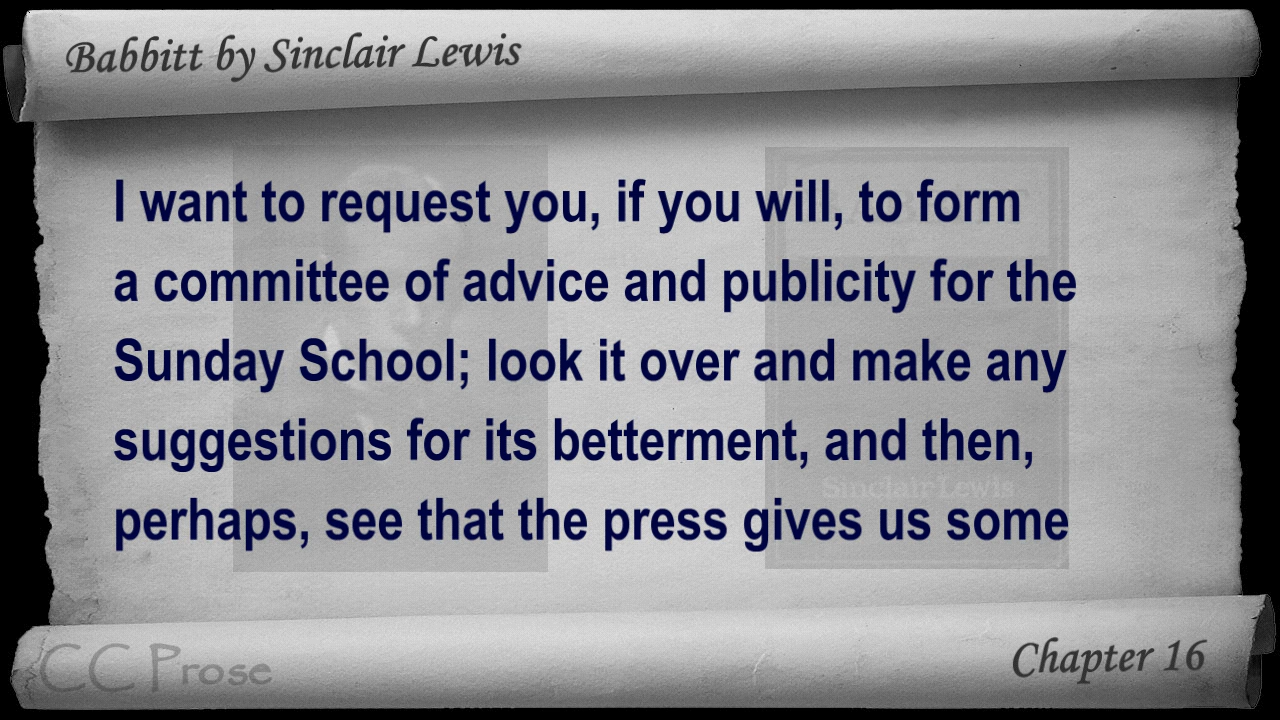 Babbitt by Sinclair Lewis
I want to request you, if you will, to form
a committee of advice and publicity for the
Sunday School; look it over and make any
suggestions for its betterment, and then,
Sinclair Lewis
perhaps, see that the press gives us some
CC Prose
Chapter 16